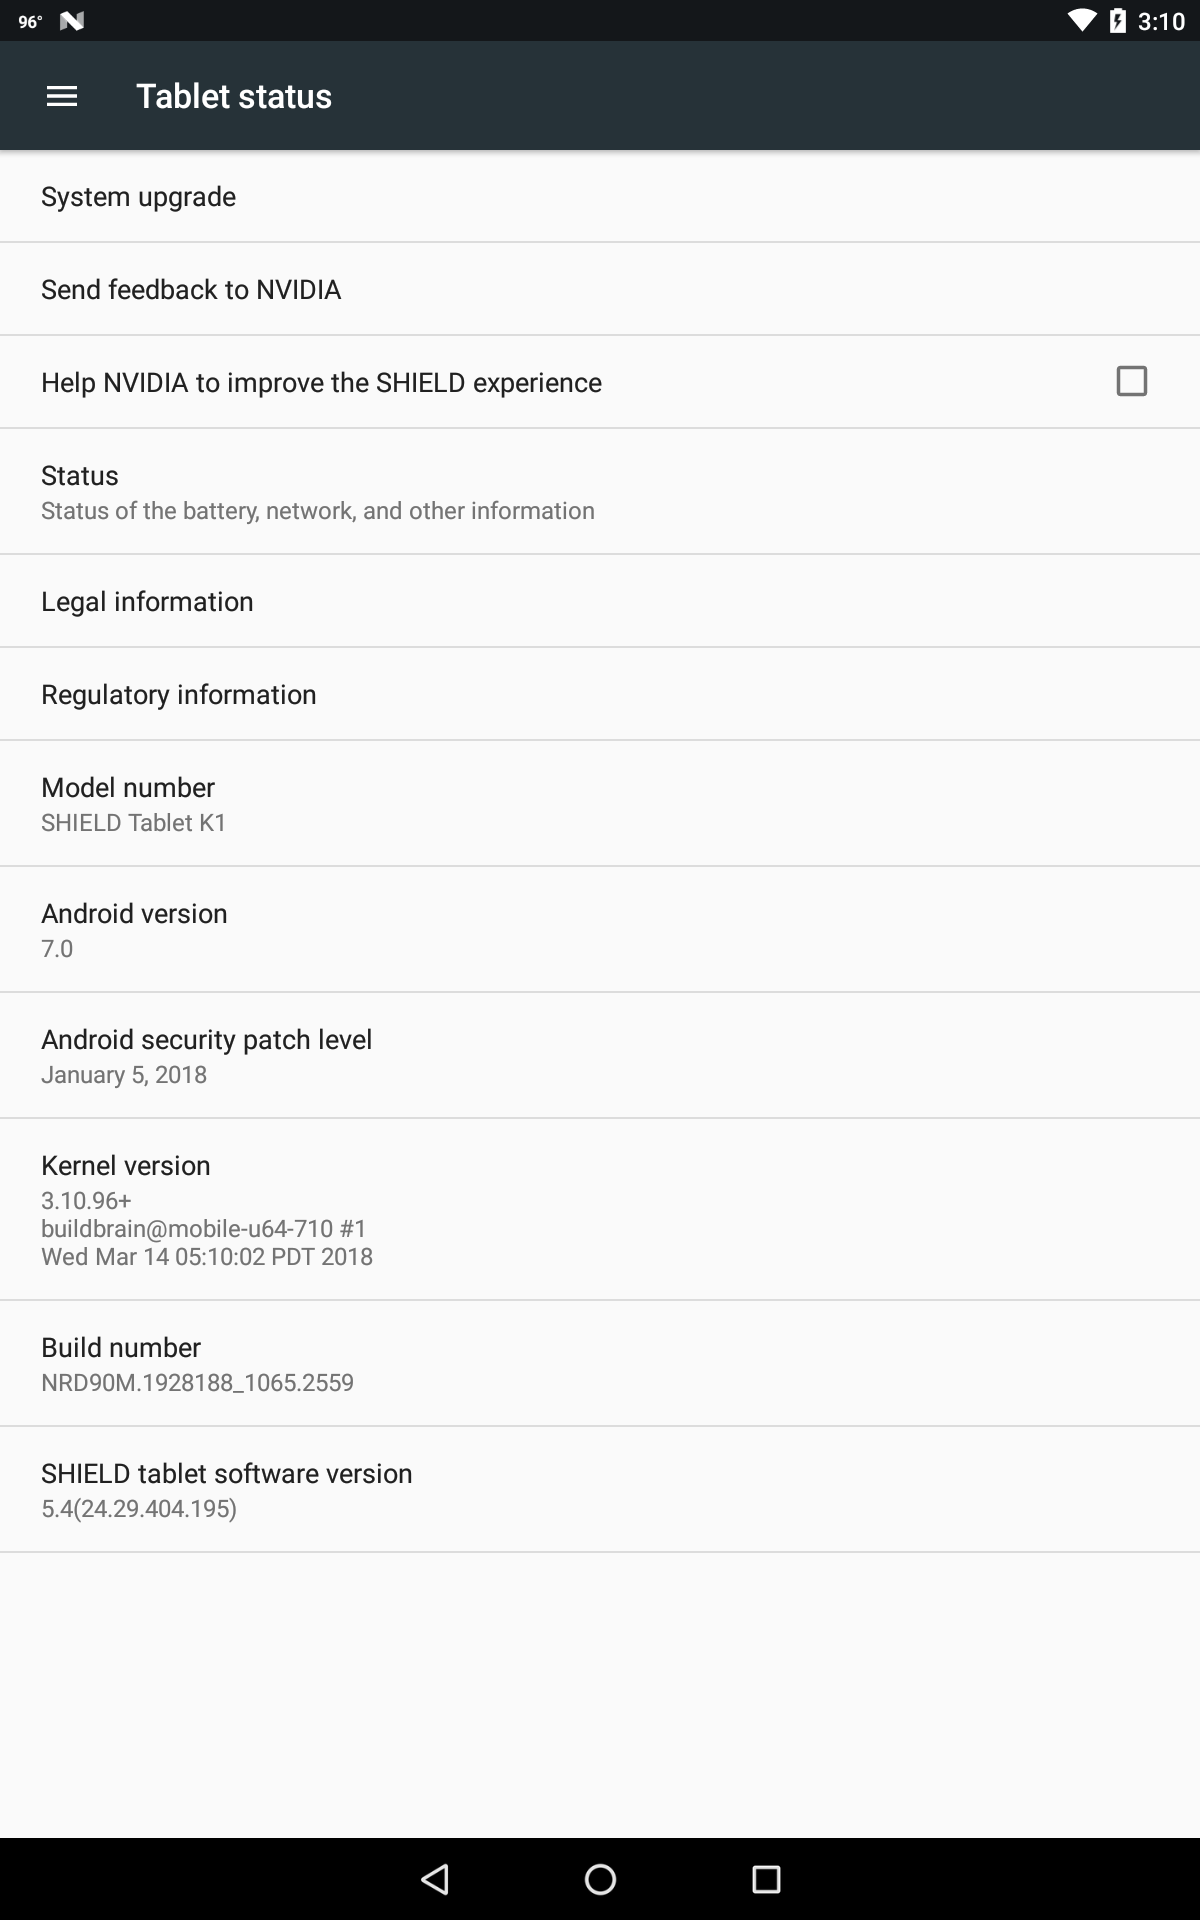 96°
3:10
Tablet status
System upgrade
Send feedback to NVIDIA
Help NVIDIA to improve the SHIELD experience
Status
Status of the battery, network, and other information
Legal information
Regulatory information
Model number
SHIELD Tablet K1
Android version
7.0
Android security patch level
January 5, 2018
Kernel version
3.10.96+
buildbrain@mobile-u64-710 #1
Wed Mar 14 05:10:02 PDT 2018
Build number
NRD90M.1928188_1065.2559
SHIELD tablet software version
5.4(24.29.404.195)